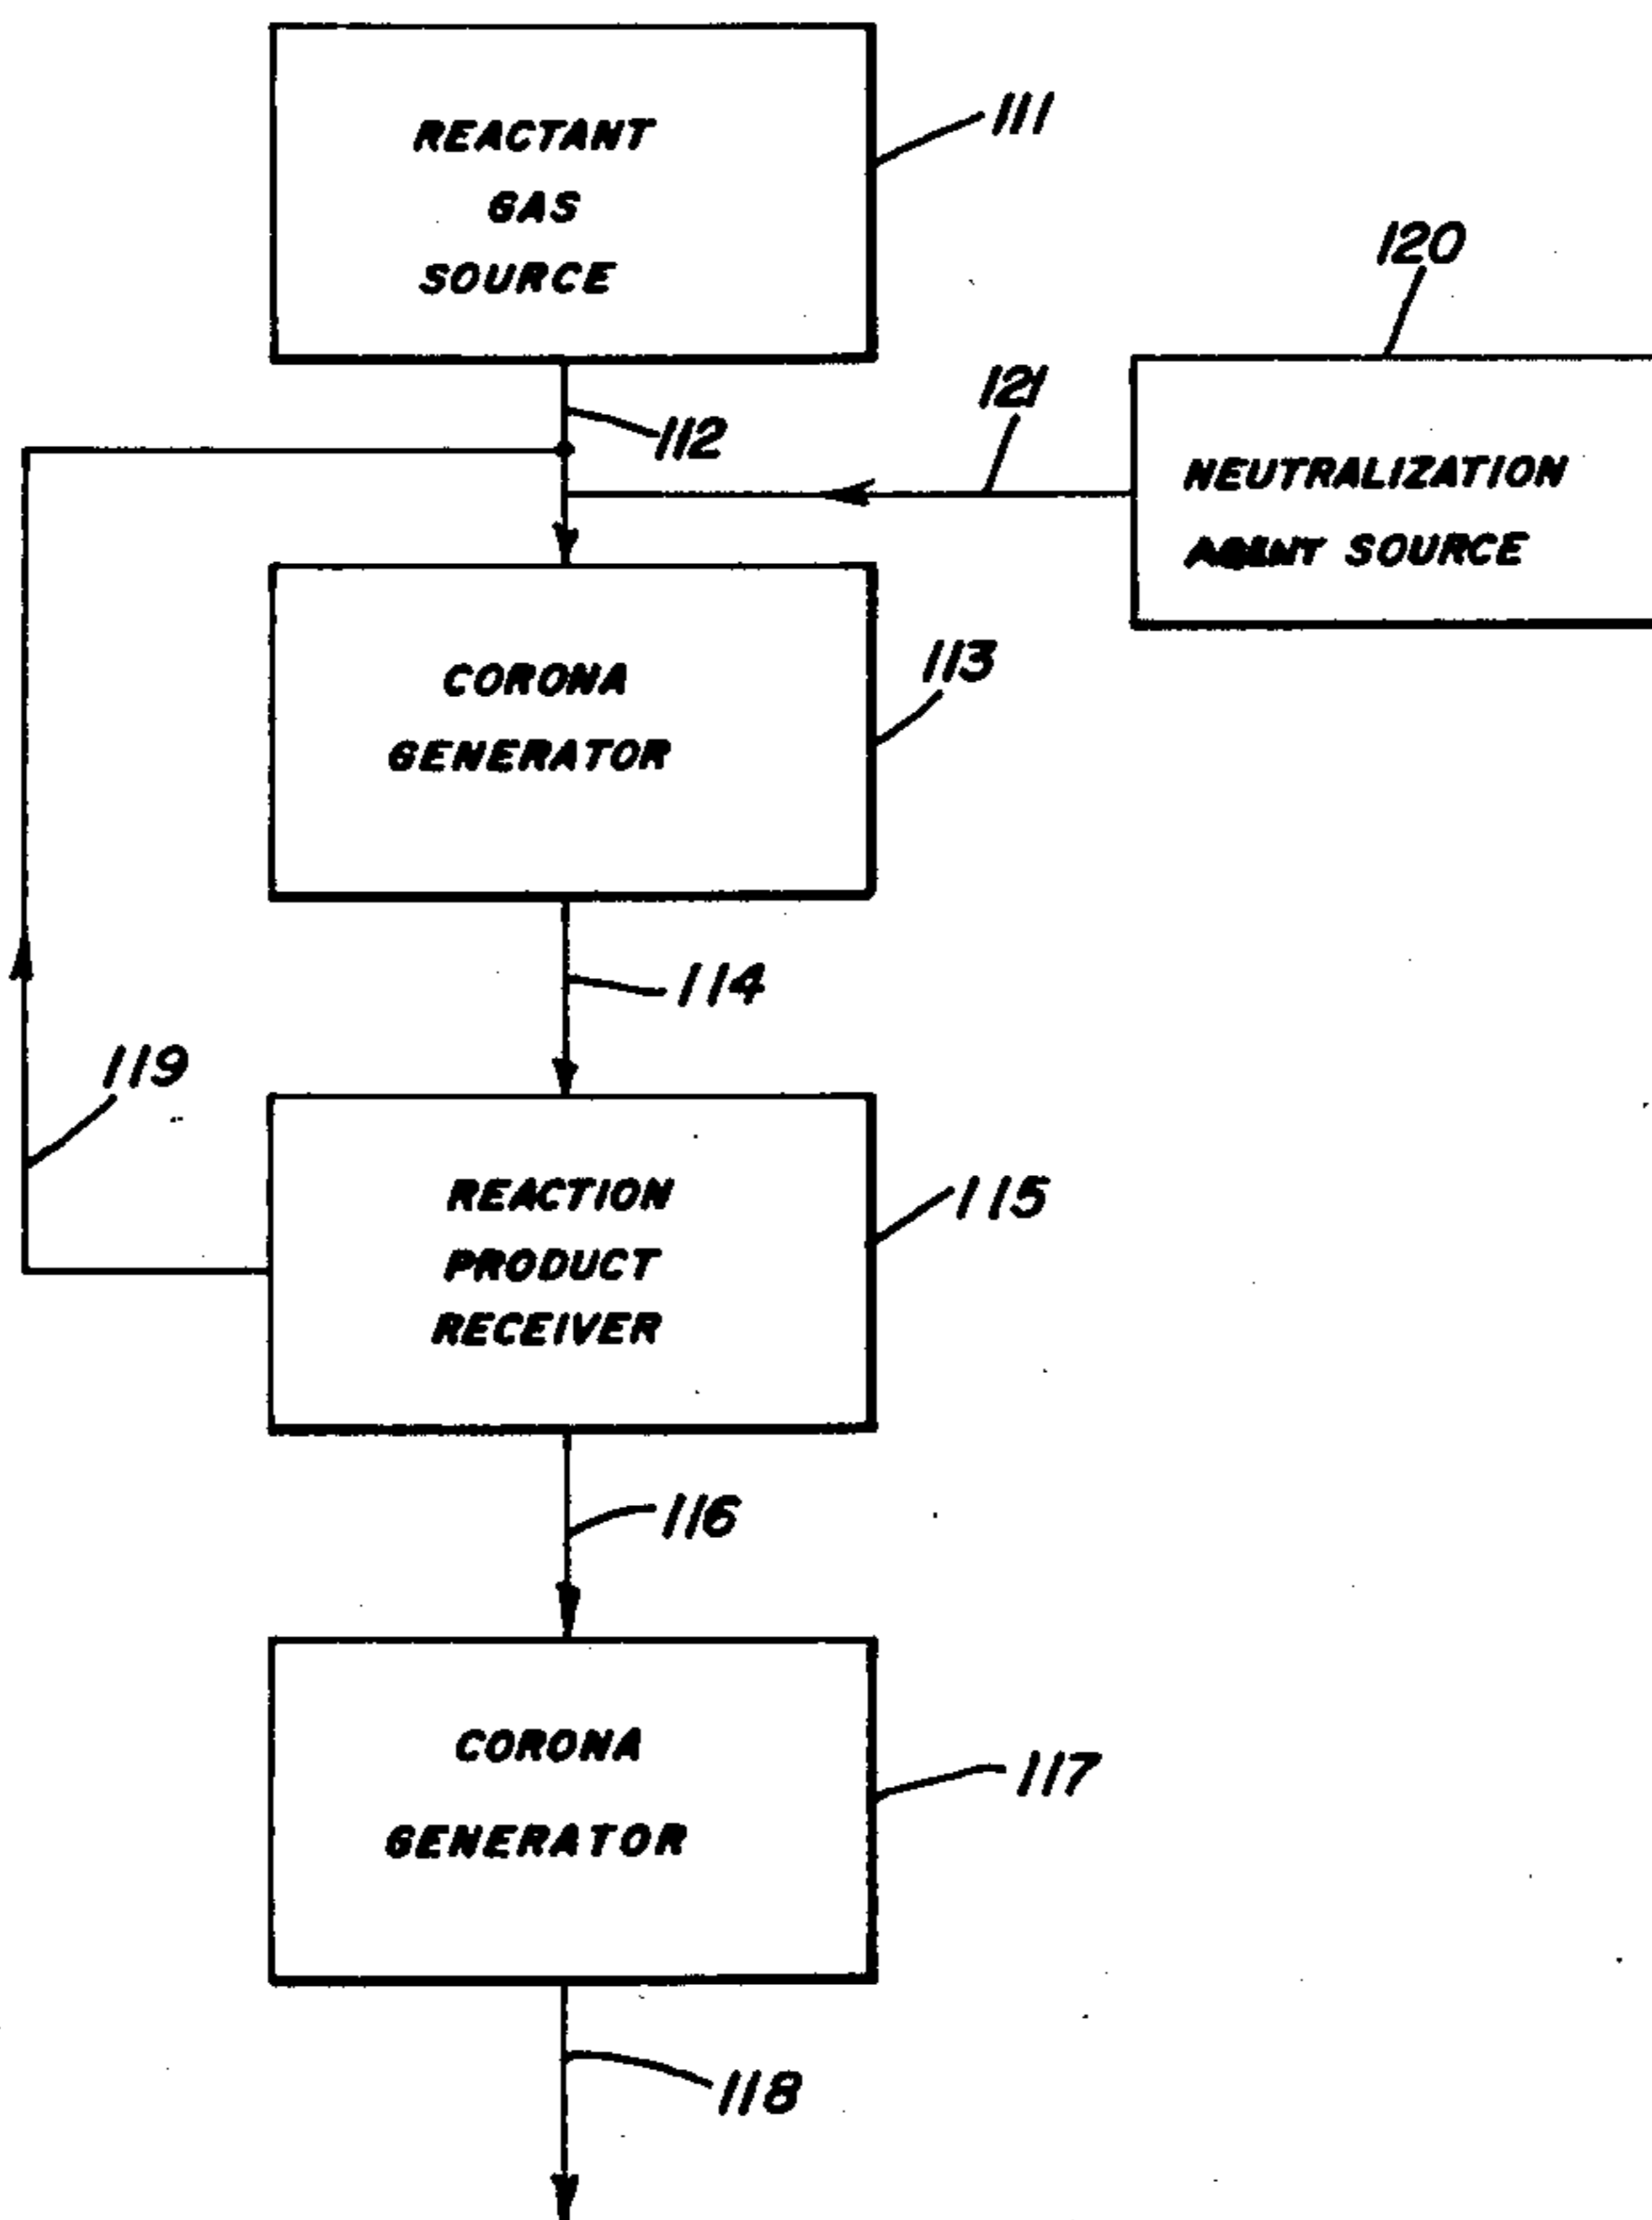 REACTANT
GAS
SOURCE
111
120
112
121
NEUTRALIZATION
AGENT SOURCE
CORONA
GENERATOR
113
114
119
REACTION
PRODUCT
RECEIVER
115
116
CORONA
GENERATOR
117
118